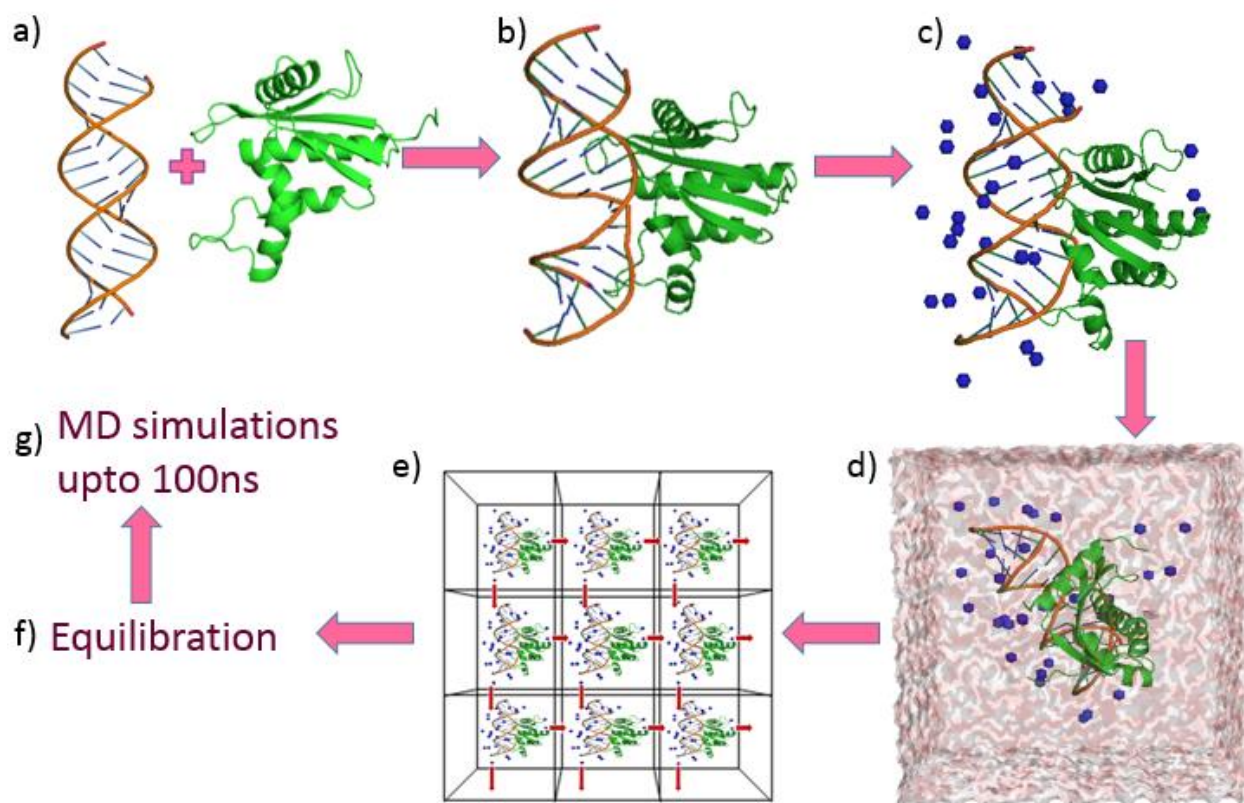 a)
b)
c)
d)
e)
f) Equilibration
g) MD simulations
upto 100ns